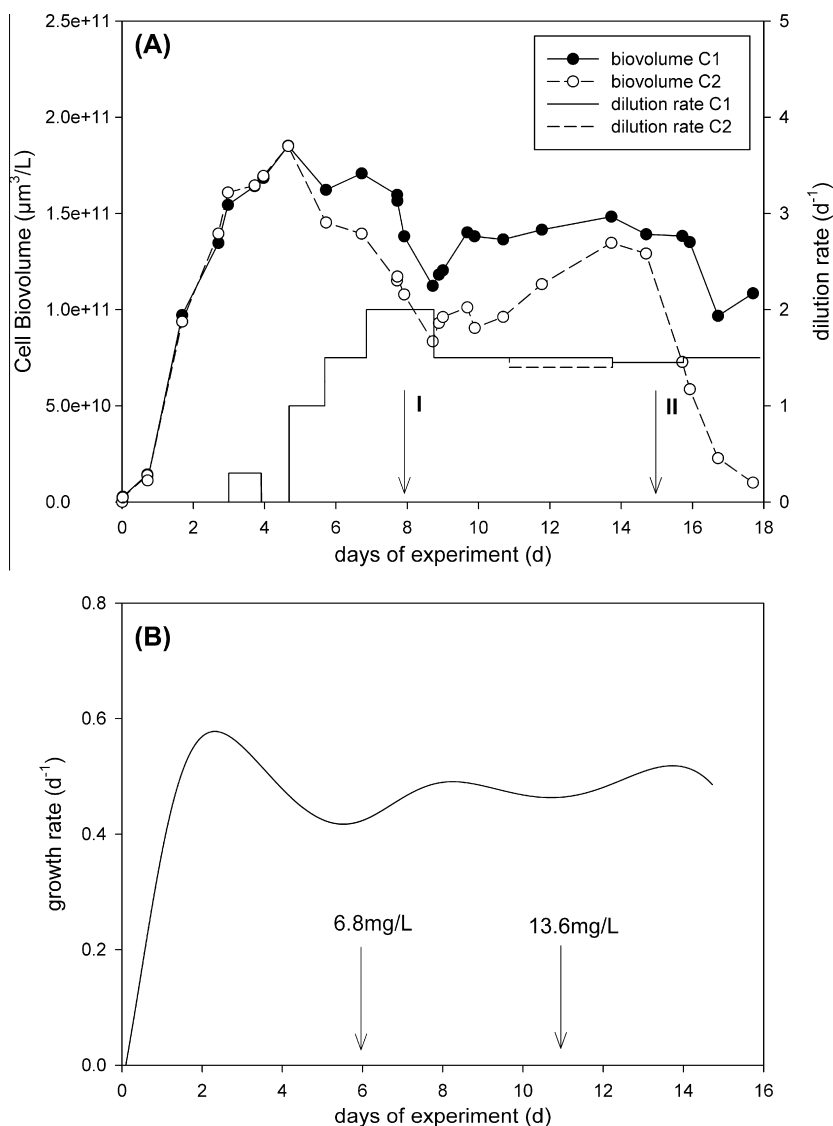 (A)
2.5e+11
2.0e+11
1.5e+11
1.0e+11
5.0e+10
0.0
Cell Biovolume (µm³/L)
5
4
3
2
1
0
dilution rate (d⁻¹)
biovolume C1
biovolume C2
dilution rate C1
dilution rate C2
I
II
0 2 4 6 8 10 12 14 16 18
days of experiment (d)
(B)
0.8
0.6
0.4
0.2
0.0
growth rate (d⁻¹)
6.8mg/L
13.6mg/L
0 2 4 6 8 10 12 14 16
days of experiment (d)